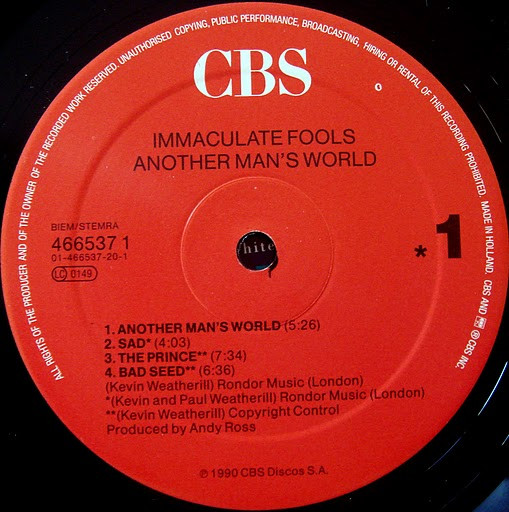 ALL RIGHTS OF THE PRODUCER AND OF THE OWNER OF THE RECORDED WORK RESERVED. UNAUTHORISED COPYING, PUBLIC PERFORMANCE, BROADCASTING, HIRING OR RENTAL OF THIS RECORDING PROHIBITED. MADE IN HOLLAND. CBS AND ® CBS INC.
CBS
IMMACULATE FOOLS
ANOTHER MAN'S WORLD
BIEM/STEMRA
466537 1
01-466537-20-1
LC 0149
*1
hite
1. ANOTHER MAN'S WORLD (5:26)
2. SAD* (4:03)
3. THE PRINCE** (7:34)
4. BAD SEED** (6:36)
(Kevin Weatherill) Rondor Music (London)
*(Kevin and Paul Weatherill) Rondor Music (London)
**(Kevin Weatherill) Copyright Control
Produced by Andy Ross
℗ 1990 CBS Discos S.A.